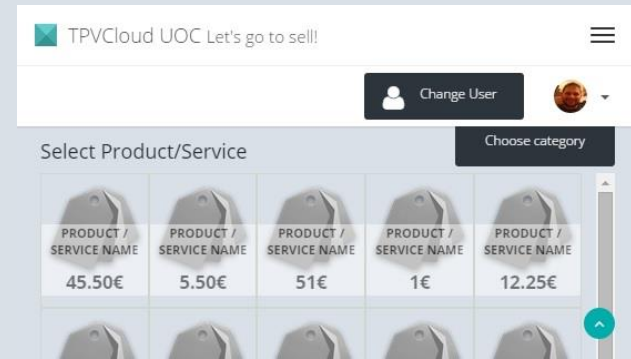 TPVCloud UOC Let's go to sell!
Change User
Select Product/Service
Choose category
PRODUCT / PRODUCT / PRODUCT / PRODUCT / PRODUCT /
SERVICE NAME SERVICE NAME SERVICE NAME SERVICE NAME SERVICE NAME
45.50€ 5.50€ 51€ 1€ 12.25€